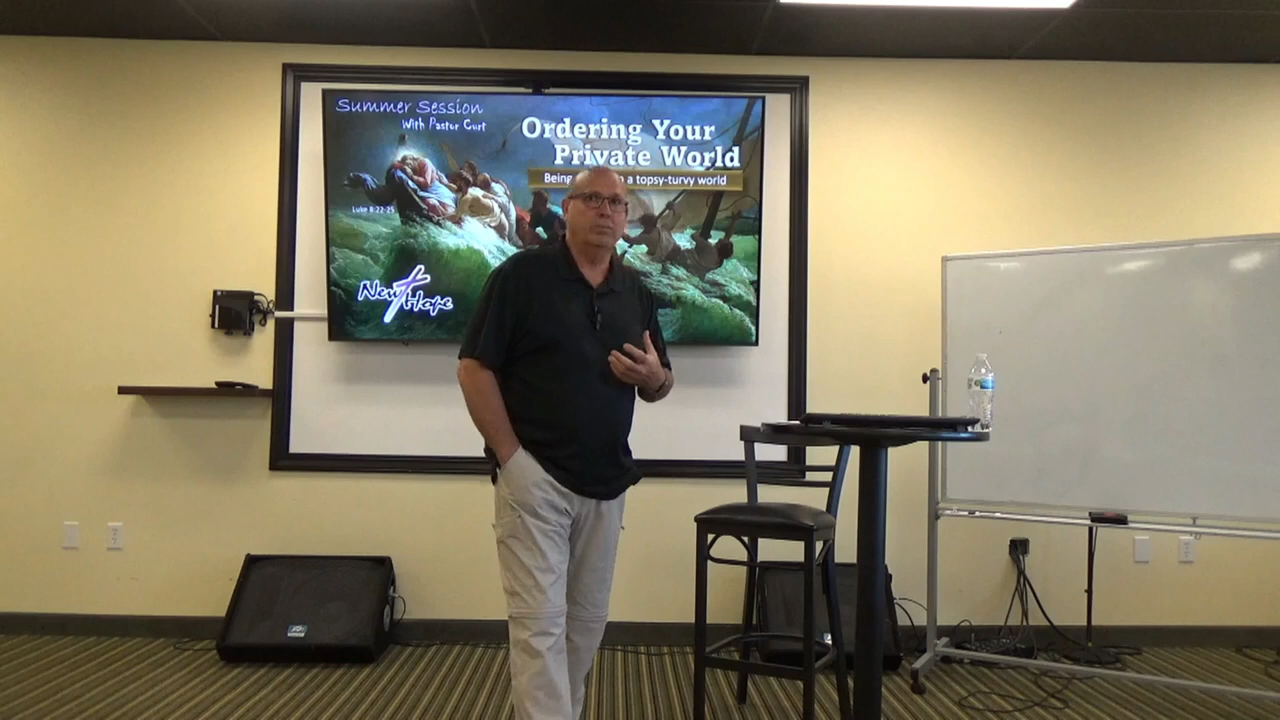 Summer Session
With Pastor Curt
Ordering Your
Private World
Being a topsy-turvy world
Luke 8:22-25
New Hope